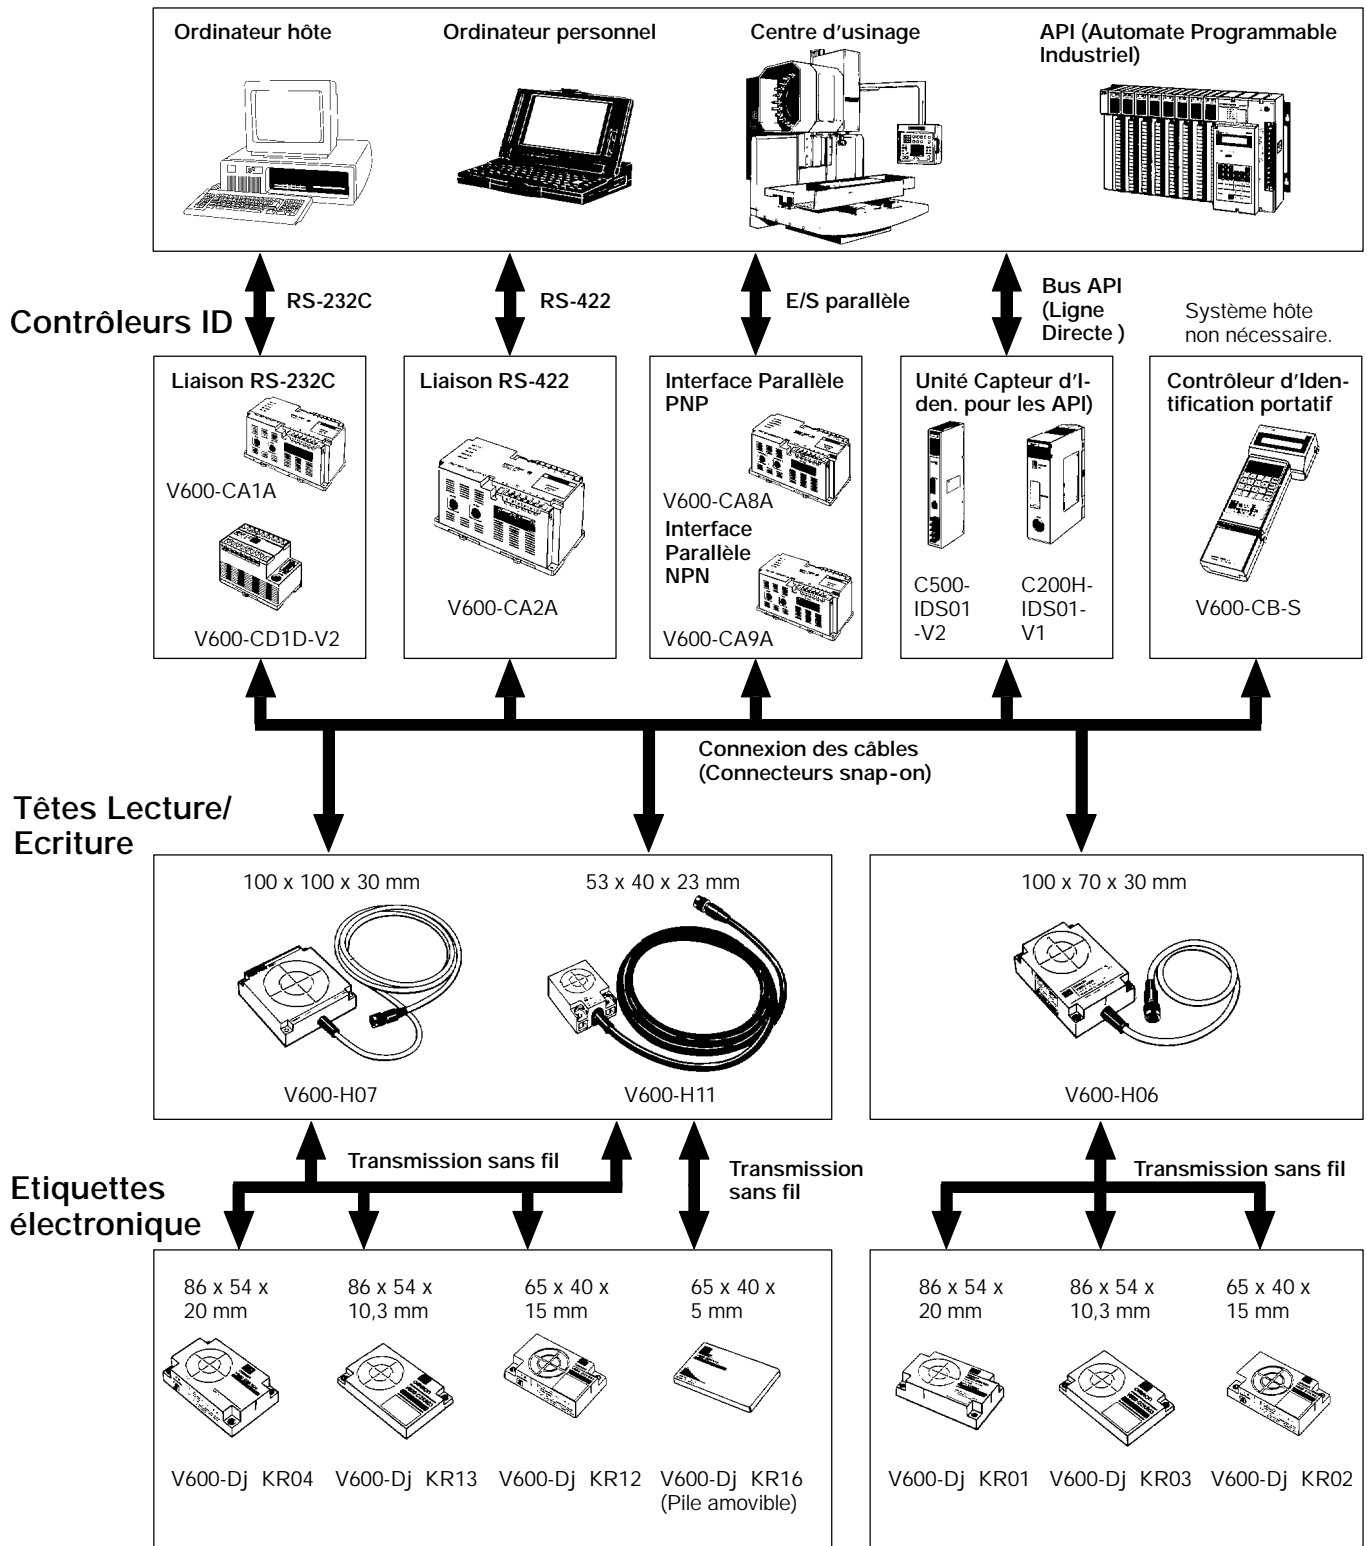 Ordinateur hôte
Ordinateur personnel
Centre d'usinage
API (Automate Programmable
Industriel)
RS-232C
RS-422
E/S parallèle
Bus API
(Ligne
Directe )
Système hôte
non nécessaire.
Contrôleurs ID
Liaison RS-232C
V600-CA1A
V600-CD1D-V2
Liaison RS-422
V600-CA2A
Interface Parallèle
PNP
V600-CA8A
Interface
Parallèle
NPN
V600-CA9A
Unité Capteur d'I-
den. pour les API)
C500-
IDS01
-V2
C200H-
IDS01-
V1
Contrôleur d'Iden-
tification portatif
V600-CB-S
Connexion des câbles
(Connecteurs snap-on)
Têtes Lecture/
Ecriture
100 x 100 x 30 mm
V600-H07
53 x 40 x 23 mm
V600-H11
100 x 70 x 30 mm
V600-H06
Transmission sans fil
Transmission
sans fil
Transmission sans fil
Etiquettes
électronique
86 x 54 x
20 mm
V600-Dj KR04
86 x 54 x
10,3 mm
V600-Dj KR13
65 x 40 x
15 mm
V600-Dj KR12
65 x 40 x
5 mm
V600-Dj KR16
(Pile amovible)
86 x 54 x
20 mm
V600-Dj KR01
86 x 54 x
10,3 mm
V600-Dj KR03
65 x 40 x
15 mm
V600-Dj KR02